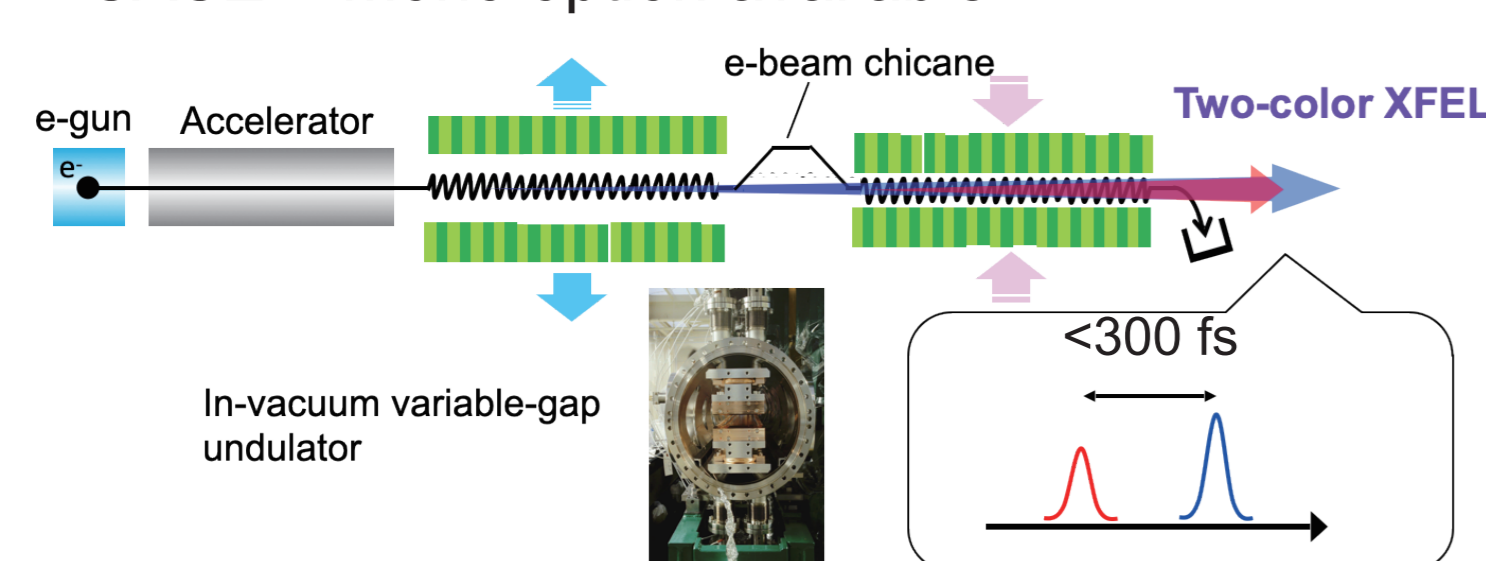 e-beam chicane
Two-color XFEL
e-gun
Accelerator
e-
<300 fs
In-vacuum variable-gap
undulator